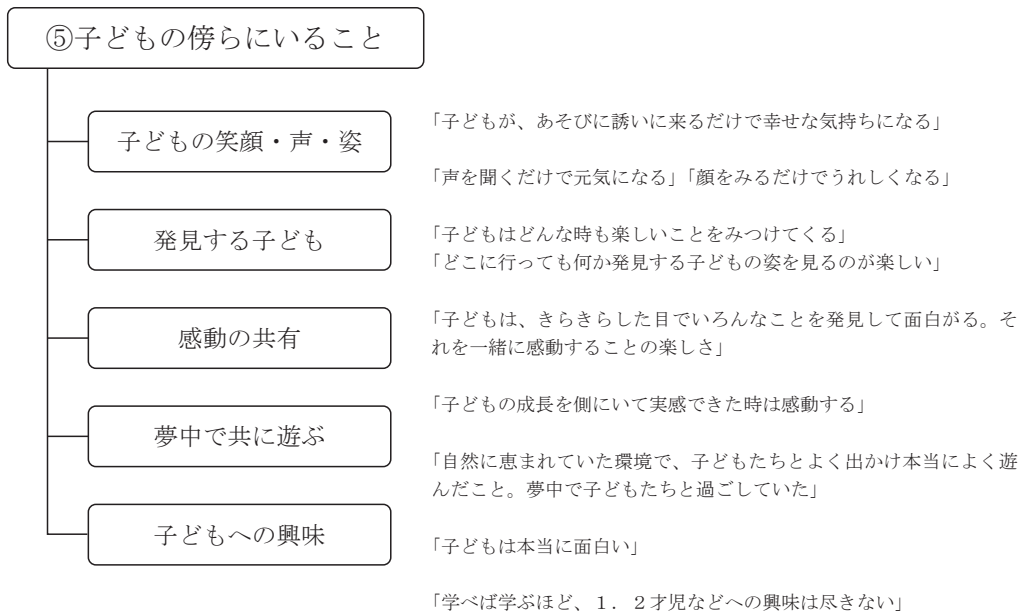 ⑤子どもの傍らにいること
子どもの笑顔・声・姿
「子どもが、あそびに誘いに来るだけで幸せな気持ちになる」
「声を聞くだけで元気になる」「顔をみるだけでうれしくなる」
発見する子ども
「子どもはどんな時も楽しいことをみつけてくる」
「どこに行っても何か発見する子どもの姿を見るのが楽しい」
感動の共有
「子どもは、きらきらした目でいろんなことを発見して面白がる。そ
れを一緒に感動することの楽しさ」
「子どもの成長を側にいて実感できた時は感動する」
夢中で共に遊ぶ
「自然に恵まれていた環境で、子どもたちとよく出かけ本当によく遊
んだこと。夢中で子どもたちと過ごしていた」
子どもへの興味
「子どもは本当に面白い」
「学べば学ぶほど、１．２才児などへの興味は尽きない」